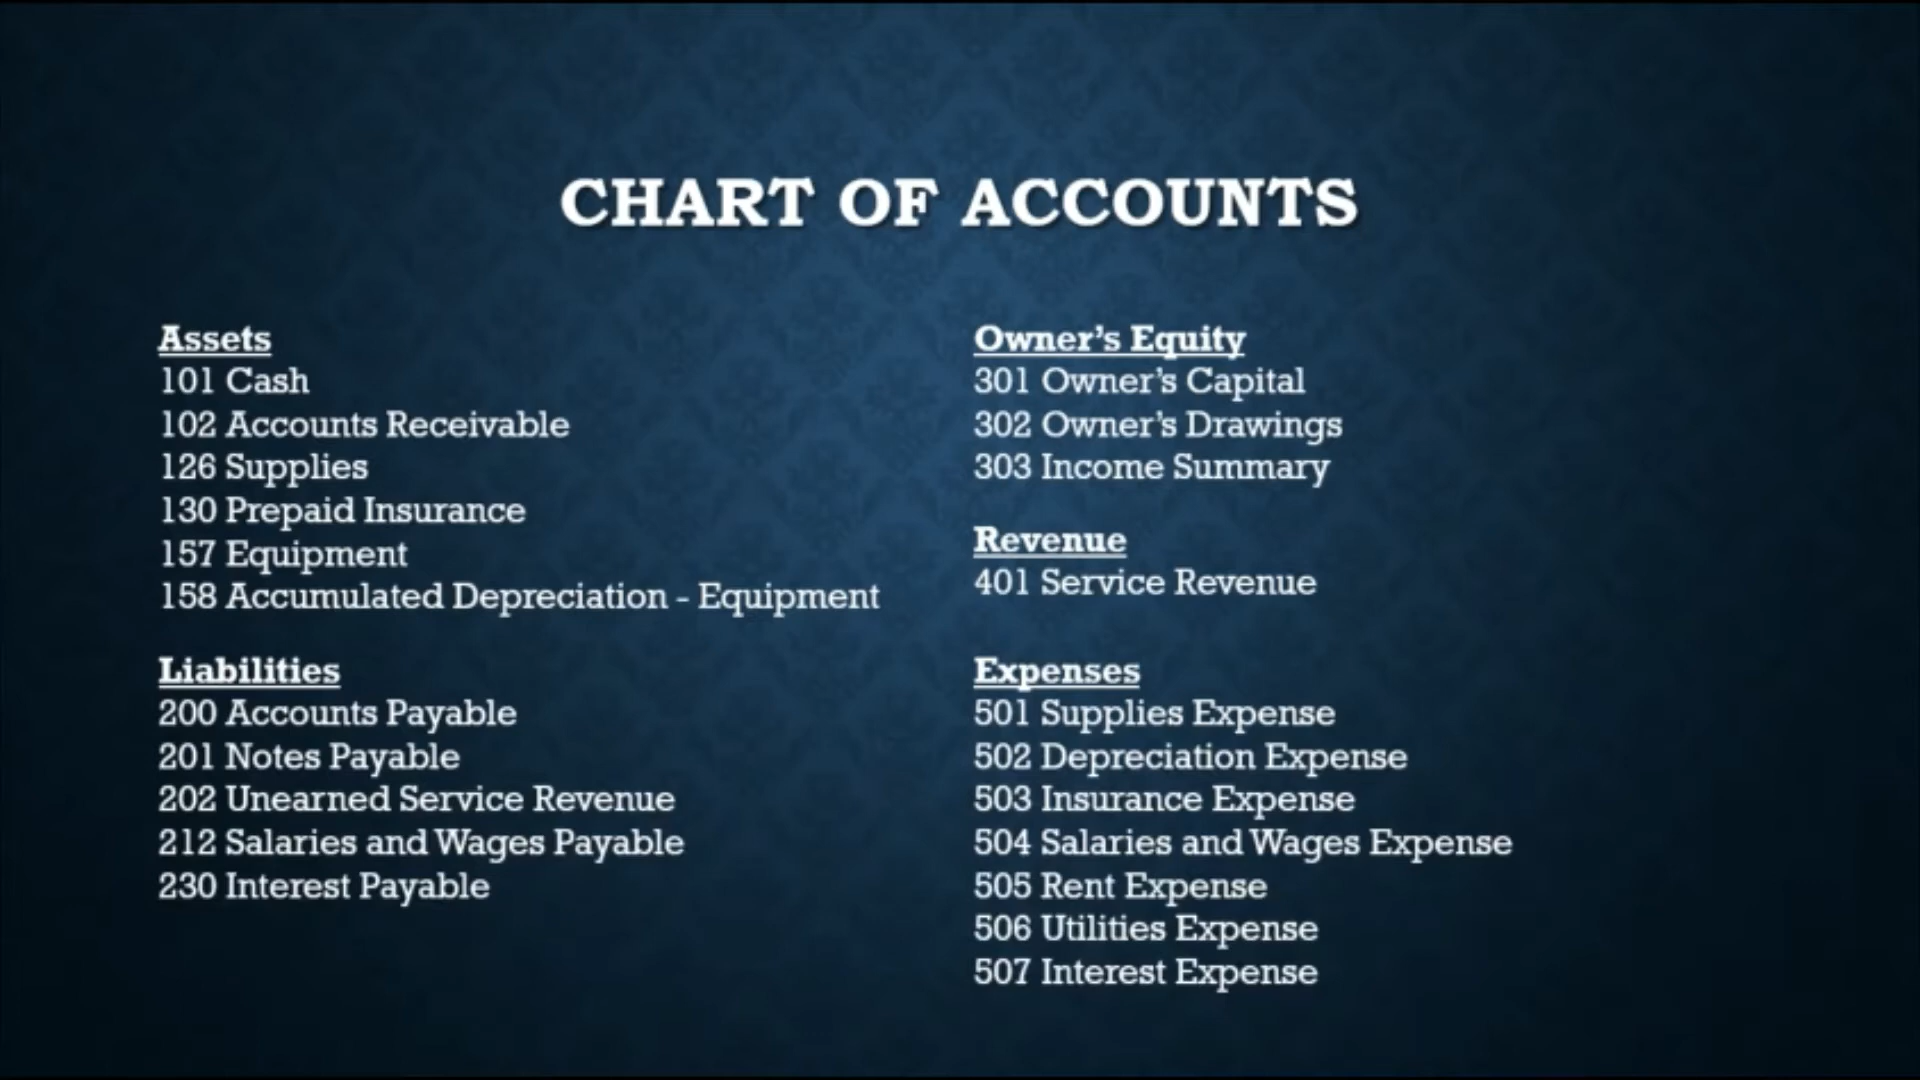 CHART OF ACCOUNTS
Assets
101 Cash
102 Accounts Receivable
126 Supplies
130 Prepaid Insurance
157 Equipment
158 Accumulated Depreciation - Equipment
Liabilities
200 Accounts Payable
201 Notes Payable
202 Unearned Service Revenue
212 Salaries and Wages Payable
230 Interest Payable
Owner’s Equity
301 Owner’s Capital
302 Owner’s Drawings
303 Income Summary
Revenue
401 Service Revenue
Expenses
501 Supplies Expense
502 Depreciation Expense
503 Insurance Expense
504 Salaries and Wages Expense
505 Rent Expense
506 Utilities Expense
507 Interest Expense